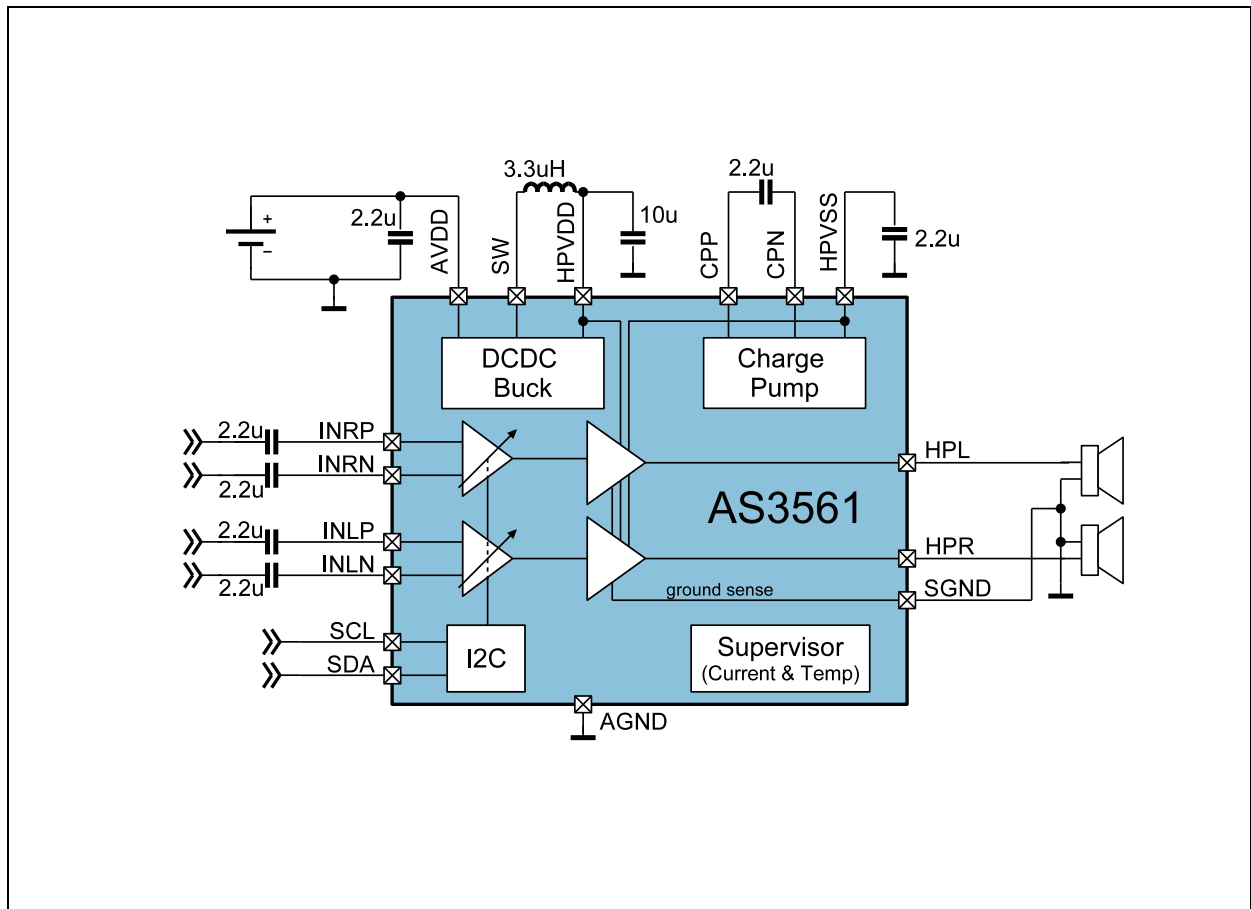 3.3uH
2.2u
2.2u
10u
2.2u
+
−
AVDD
SW
HPVDD
CPP
CPN
HPVSS
DCDC
Buck
Charge
Pump
2.2u
INRP
INRN
2.2u
HPL
AS3561
2.2u
INLP
INLN
2.2u
HPR
ground sense
SGND
SCL
SDA
I2C
Supervisor
(Current & Temp)
AGND